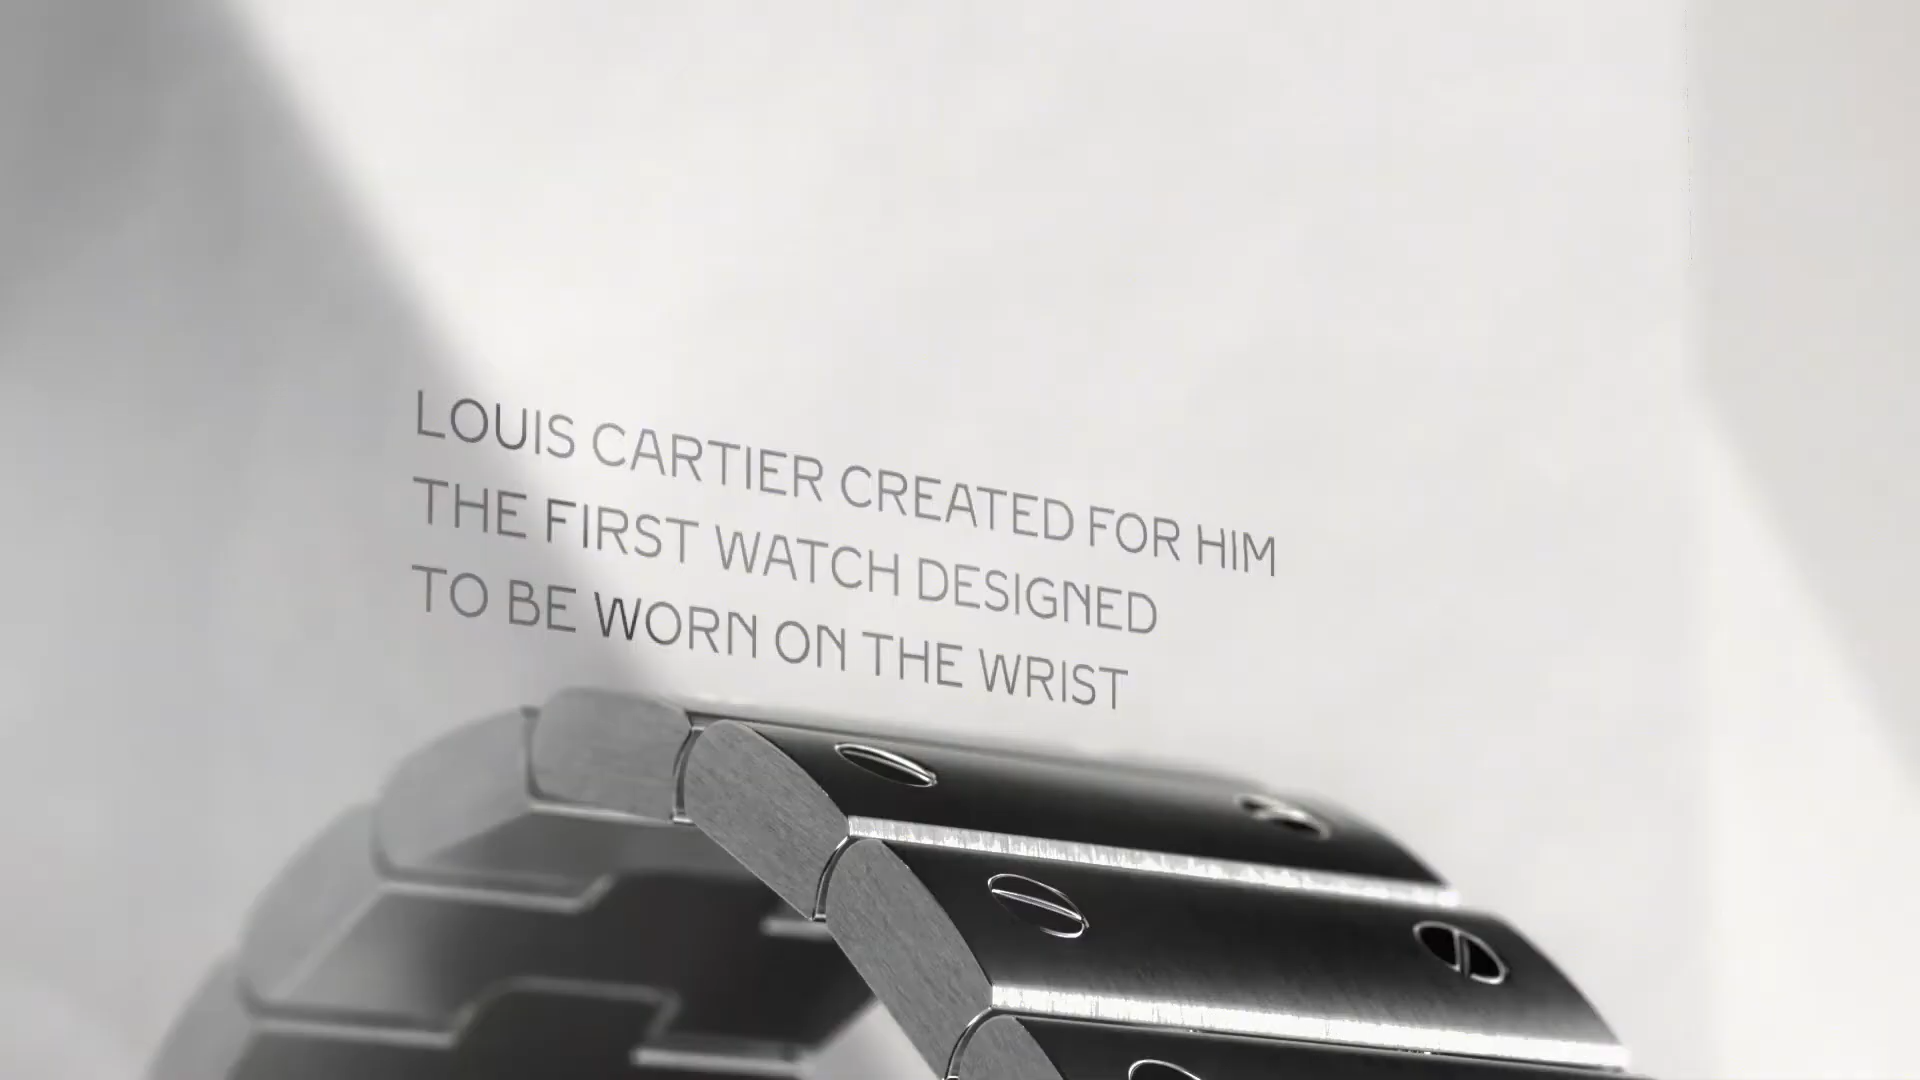 LOUIS CARTIER CREATED FOR HIM
THE FIRST WATCH DESIGNED
TO BE WORN ON THE WRIST